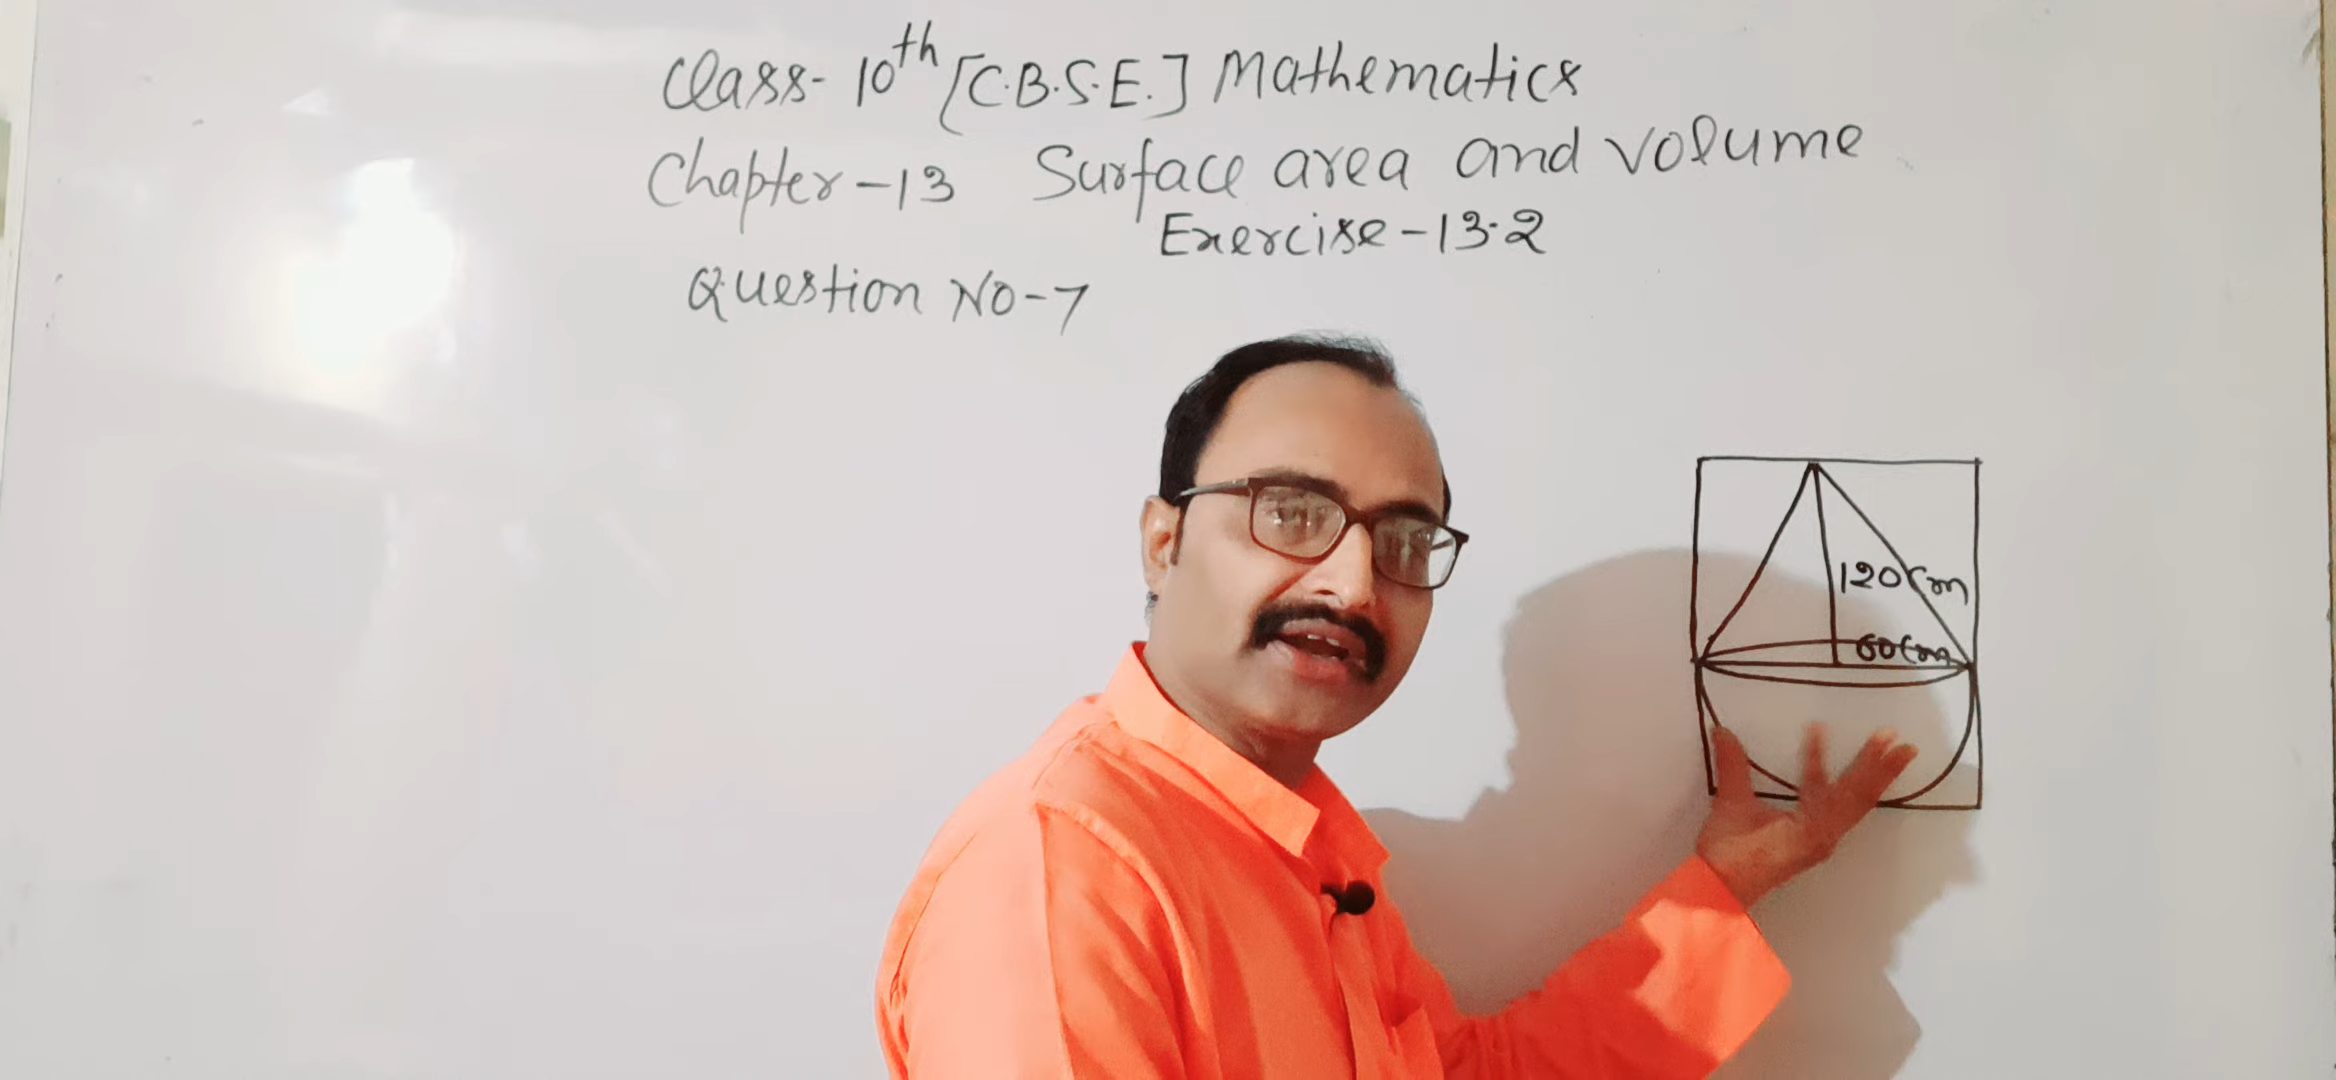 Class- 10th [C.B.S.E.] Mathematics
Chapter-13 Surface area and volume
Exercise-13.2
Question No-7
120cm
60cm